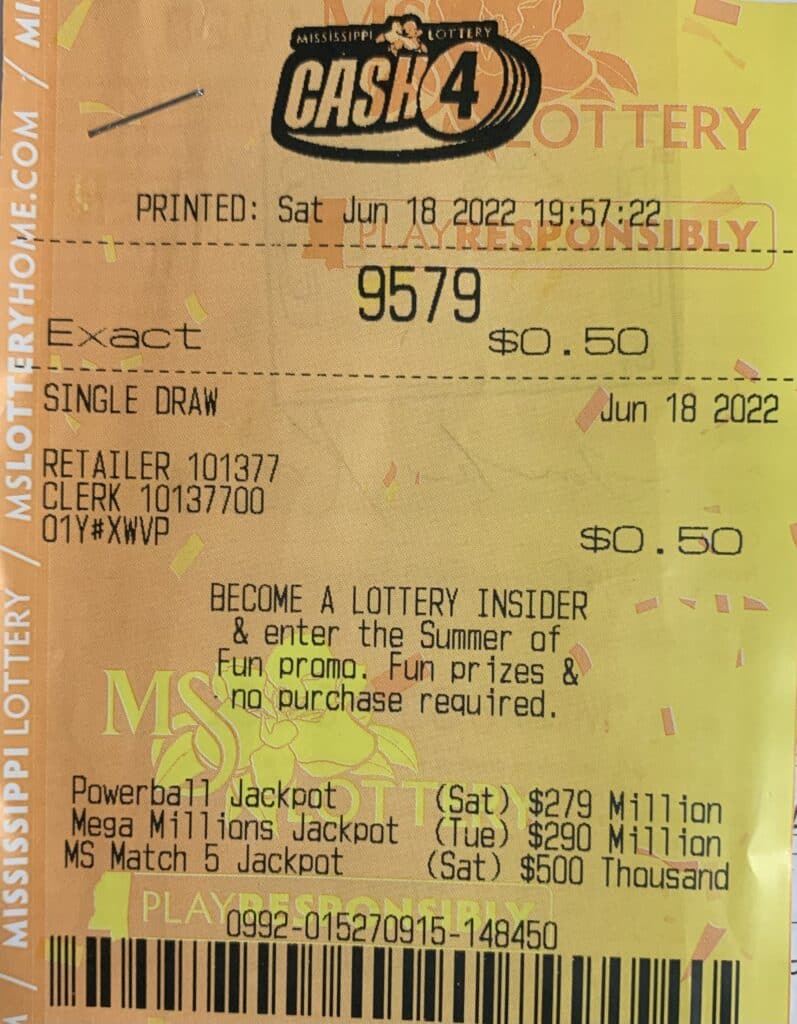 MISSISSIPPI LOTTERY
CASH 4
LOTTERY
PRINTED: Sat Jun 18 2022 19:57:22
PLAYRESPONSIBLY
9579
Exact $0.50
SINGLE DRAW Jun 18 2022
RETAILER 101377
CLERK 10137700
01Y#XWVP $0.50
BECOME A LOTTERY INSIDER
& enter the Summer of
Fun promo. Fun prizes &
no purchase required.
MS
LOTTERY
Powerball Jackpot (Sat) $279 Million
Mega Millions Jackpot (Tue) $290 Million
MS Match 5 Jackpot (Sat) $500 Thousand
PLAYRESPONSIBLY
0992-015270915-148450
/ MISSISSIPPI LOTTERY / MSLOTTERYHOME.COM / MI